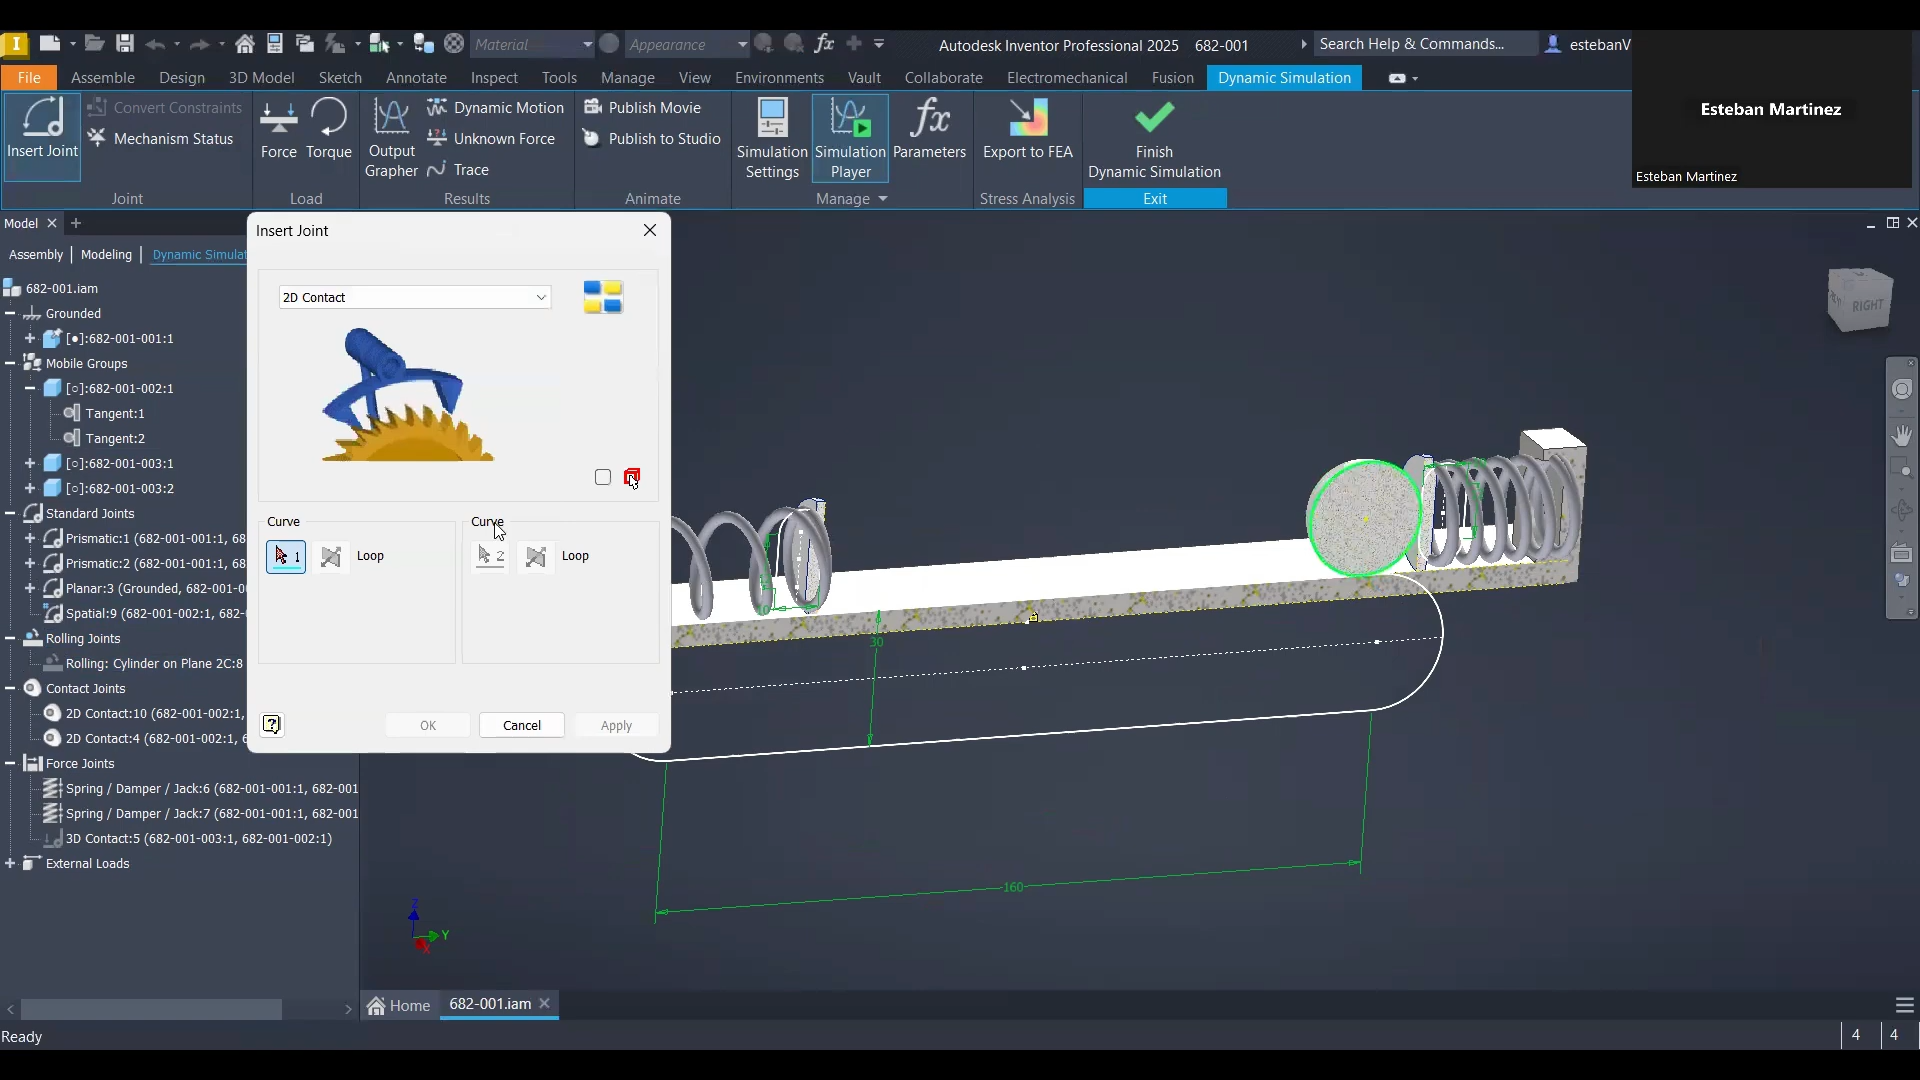 Material
Appearance
Autodesk Inventor Professional 2025 682-001
Search Help & Commands...
estebanV
File
Assemble
Design
3D Model
Sketch
Annotate
Inspect
Tools
Manage
View
Environments
Vault
Collaborate
Electromechanical
Fusion
Dynamic Simulation
Esteban Martinez
Esteban Martinez
Insert Joint
Convert Constraints
Mechanism Status
Force
Torque
Output
Grapher
Dynamic Motion
Unknown Force
Trace
Publish Movie
Publish to Studio
Simulation
Settings
Simulation
Player
Parameters
Export to FEA
Finish
Dynamic Simulation
Joint
Load
Results
Animate
Manage
Stress Analysis
Exit
Model
Assembly
Modeling
Dynamic Simulat
682-001.iam
Grounded
[●]:682-001-001:1
Mobile Groups
[○]:682-001-002:1
Tangent:1
Tangent:2
[○]:682-001-003:1
[○]:682-001-003:2
Standard Joints
Prismatic:1 (682-001-001:1, 68
Prismatic:2 (682-001-001:1, 68
Planar:3 (Grounded, 682-001-00
Spatial:9 (682-001-002:1, 682-
Rolling Joints
Rolling: Cylinder on Plane 2C:8
Contact Joints
2D Contact:10 (682-001-002:1,
2D Contact:4 (682-001-002:1, 6
Force Joints
Spring / Damper / Jack:6 (682-001-001:1, 682-001
Spring / Damper / Jack:7 (682-001-001:1, 682-001
3D Contact:5 (682-001-003:1, 682-001-002:1)
External Loads
Insert Joint
2D Contact
Curve
1
Loop
Curve
2
Loop
OK
Cancel
Apply
RIGHT
10
30
160
Z
Y
X
Home
682-001.iam
Ready
4
4